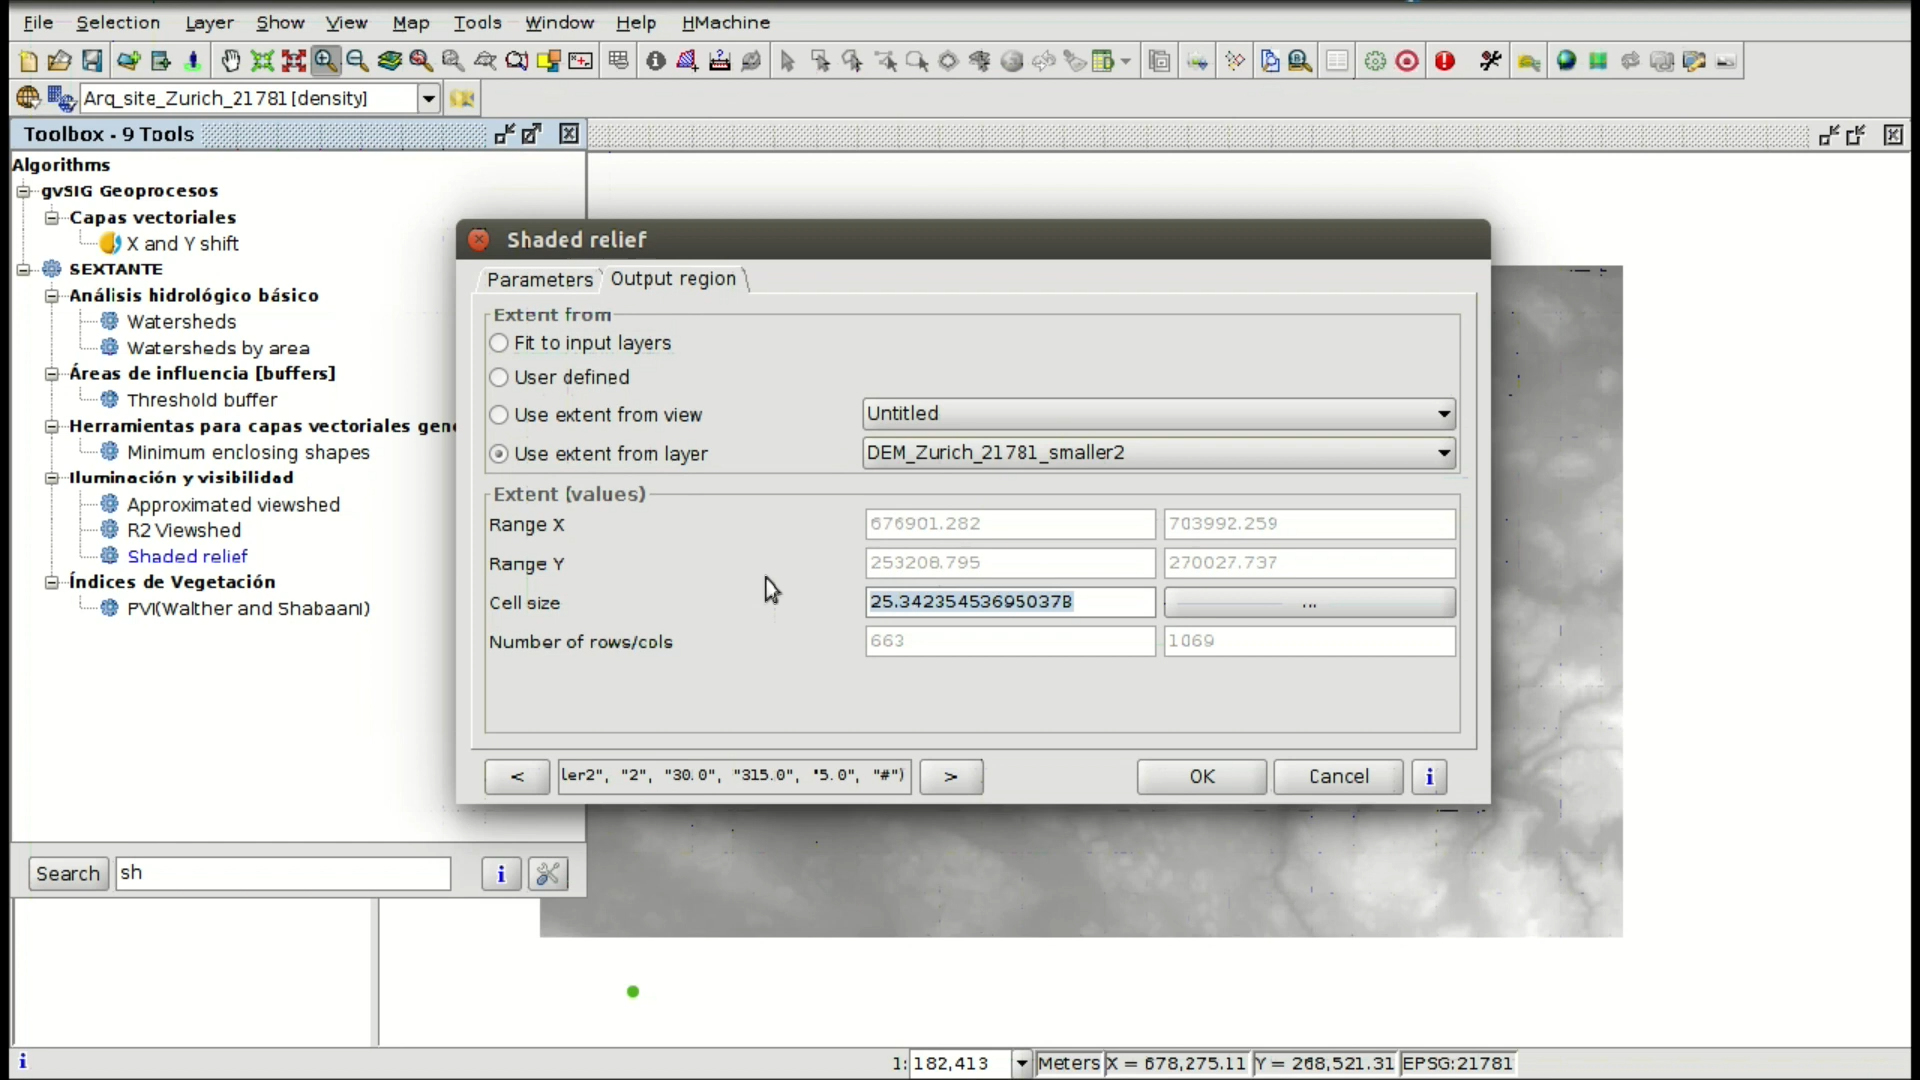 File Selection Layer Show View Map Tools Window Help HMachine
Arq_site_Zurich_21781 [density]
Toolbox - 9 Tools
Algorithms
gvSIG Geoprocesos
Capas vectoriales
X and Y shift
SEXTANTE
Análisis hidrológico básico
Watersheds
Watersheds by area
Áreas de influencia [buffers]
Threshold buffer
Herramientas para capas vectoriales gene
Minimum enclosing shapes
Iluminación y visibilidad
Approximated viewshed
R2 Viewshed
Shaded relief
Índices de Vegetación
PVI(Walther and Shabaani)
Search sh
Shaded relief
Parameters Output region
Extent from
Fit to input layers
User defined
Use extent from view Untitled
Use extent from layer DEM_Zurich_21781_smaller2
Extent (values)
Range X 676901.282 703992.259
Range Y 253208.795 270027.737
Cell size 25.342354536950378 ...
Number of rows/cols 663 1069
< ler2", "2", "30.0", "315.0", "5.0", "#") > OK Cancel i
1: 182,413 Meters X = 678,275.11 Y = 268,521.31 EPSG:21781